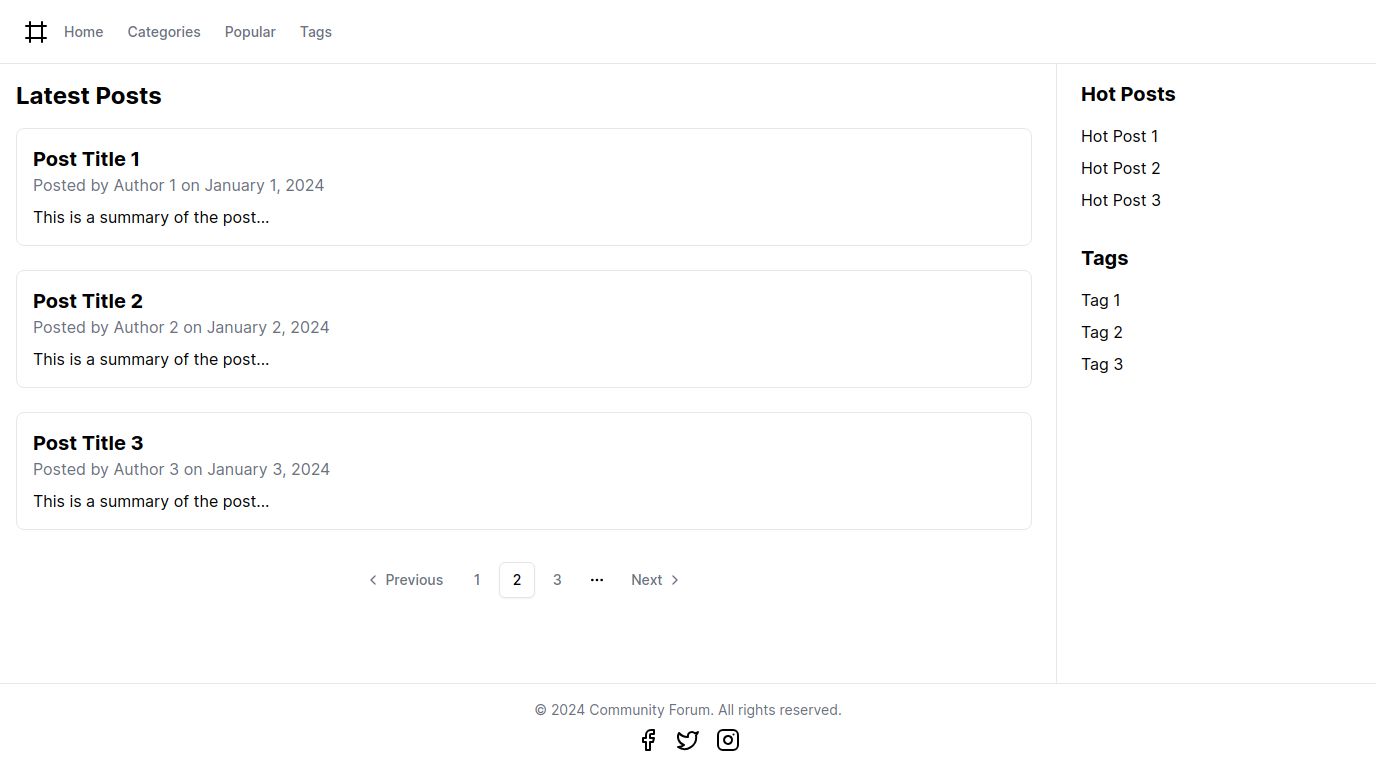 Home Categories Popular Tags
Latest Posts
Post Title 1
Posted by Author 1 on January 1, 2024
This is a summary of the post...
Post Title 2
Posted by Author 2 on January 2, 2024
This is a summary of the post...
Post Title 3
Posted by Author 3 on January 3, 2024
This is a summary of the post...
Previous 1 2 3 ... Next
Hot Posts
Hot Post 1
Hot Post 2
Hot Post 3
Tags
Tag 1
Tag 2
Tag 3
© 2024 Community Forum. All rights reserved.